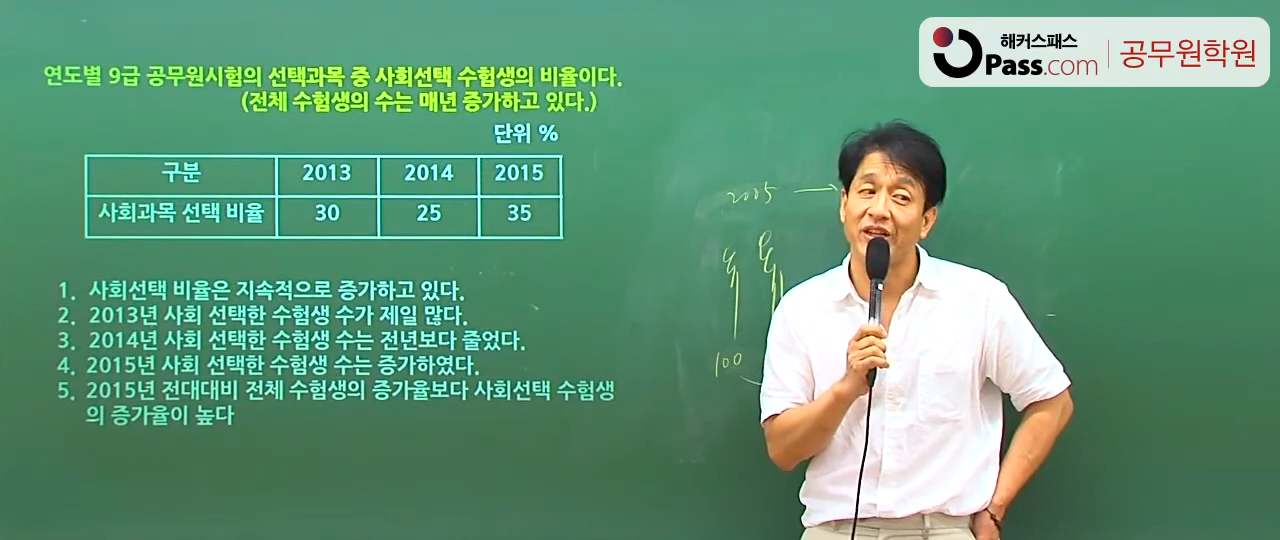 해커스패스
Pass.com
공무원학원
연도별 9급 공무원시험의 선택과목 중 사회선택 수험생의 비율이다.
(전체 수험생의 수는 매년 증가하고 있다.)
단위 %
구분 2013 2014 2015
사회과목 선택 비율 30 25 35
1. 사회선택 비율은 지속적으로 증가하고 있다.
2. 2013년 사회 선택한 수험생 수가 제일 많다.
3. 2014년 사회 선택한 수험생 수는 전년보다 줄었다.
4. 2015년 사회 선택한 수험생 수는 증가하였다.
5. 2015년 전대대비 전체 수험생의 증가율보다 사회선택 수험생
의 증가율이 높다
2005
100